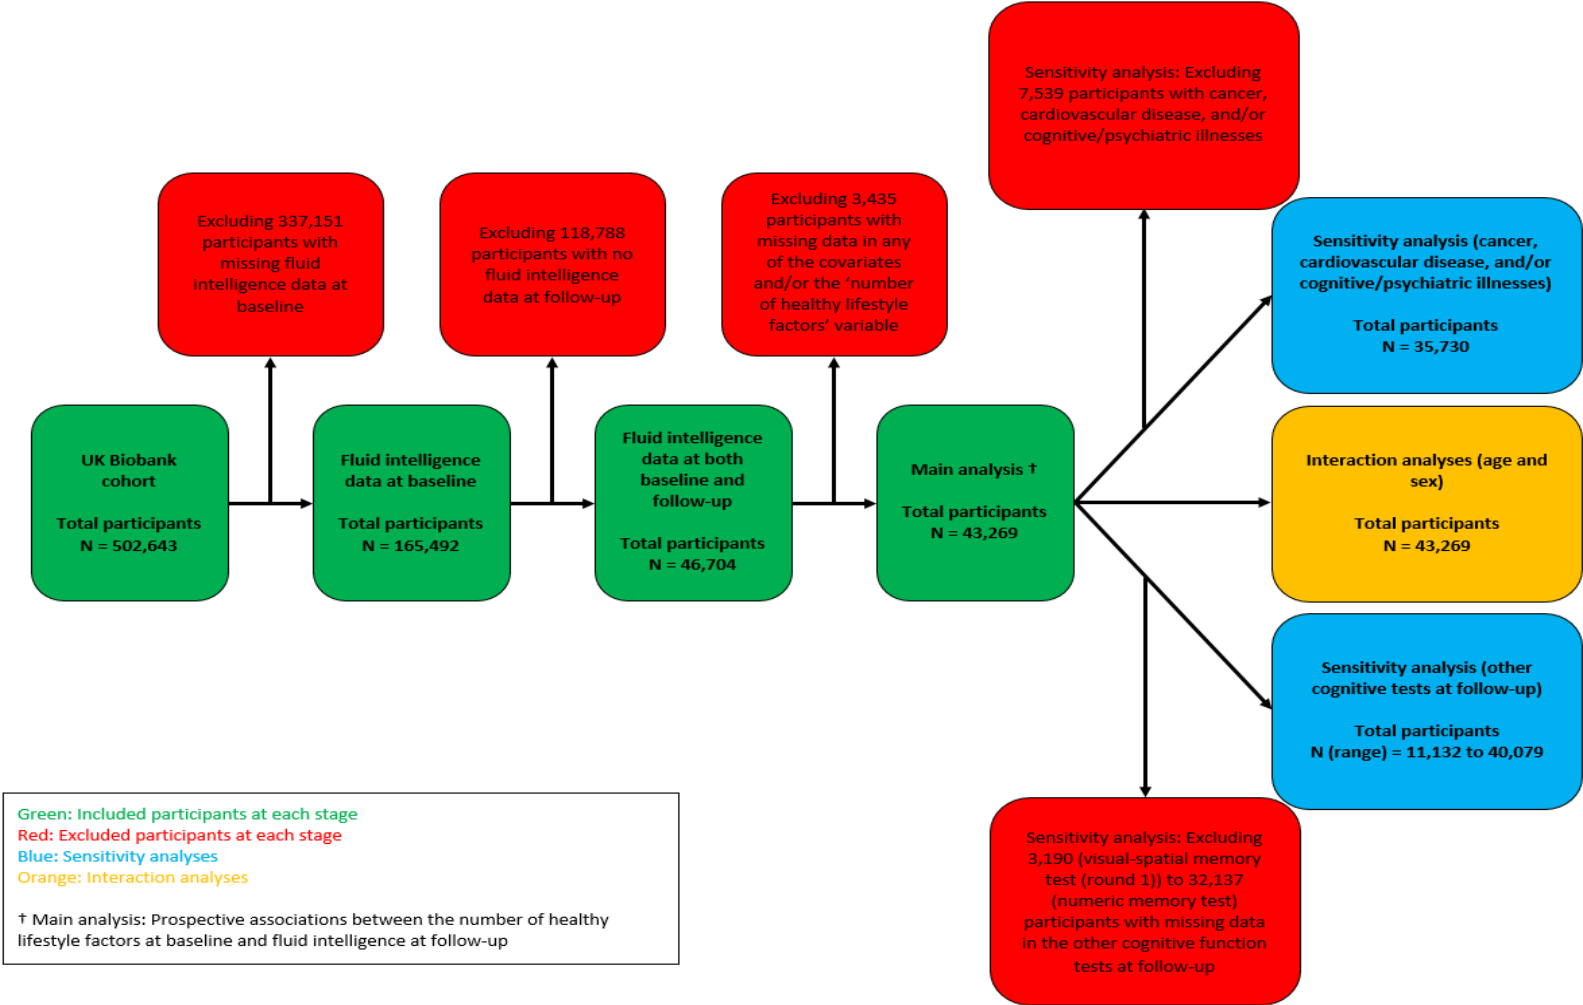 Sensitivity analysis: Excluding
7,539 participants with cancer,
cardiovascular disease, and/or
cognitive/psychiatric illnesses
Excluding 337,151
participants with
missing fluid
intelligence data at
baseline
Excluding 118,788
participants with no
fluid intelligence
data at follow-up
Excluding 3,435
participants with
missing data in any
of the covariates
and/or the ‘number
of healthy lifestyle
factors’ variable
Sensitivity analysis (cancer,
cardiovascular disease, and/or
cognitive/psychiatric illnesses)
Total participants
N = 35,730
UK Biobank
cohort
Total participants
N = 502,643
Fluid intelligence
data at baseline
Total participants
N = 165,492
Fluid intelligence
data at both
baseline and
follow-up
Total participants
N = 46,704
Main analysis †
Total participants
N = 43,269
Interaction analyses (age and
sex)
Total participants
N = 43,269
Sensitivity analysis (other
cognitive tests at follow-up)
Total participants
N (range) = 11,132 to 40,079
Sensitivity analysis: Excluding
3,190 (visual-spatial memory
test (round 1)) to 32,137
(numeric memory test)
participants with missing data
in the other cognitive function
tests at follow-up
Green: Included participants at each stage
Red: Excluded participants at each stage
Blue: Sensitivity analyses
Orange: Interaction analyses
† Main analysis: Prospective associations between the number of healthy
lifestyle factors at baseline and fluid intelligence at follow-up